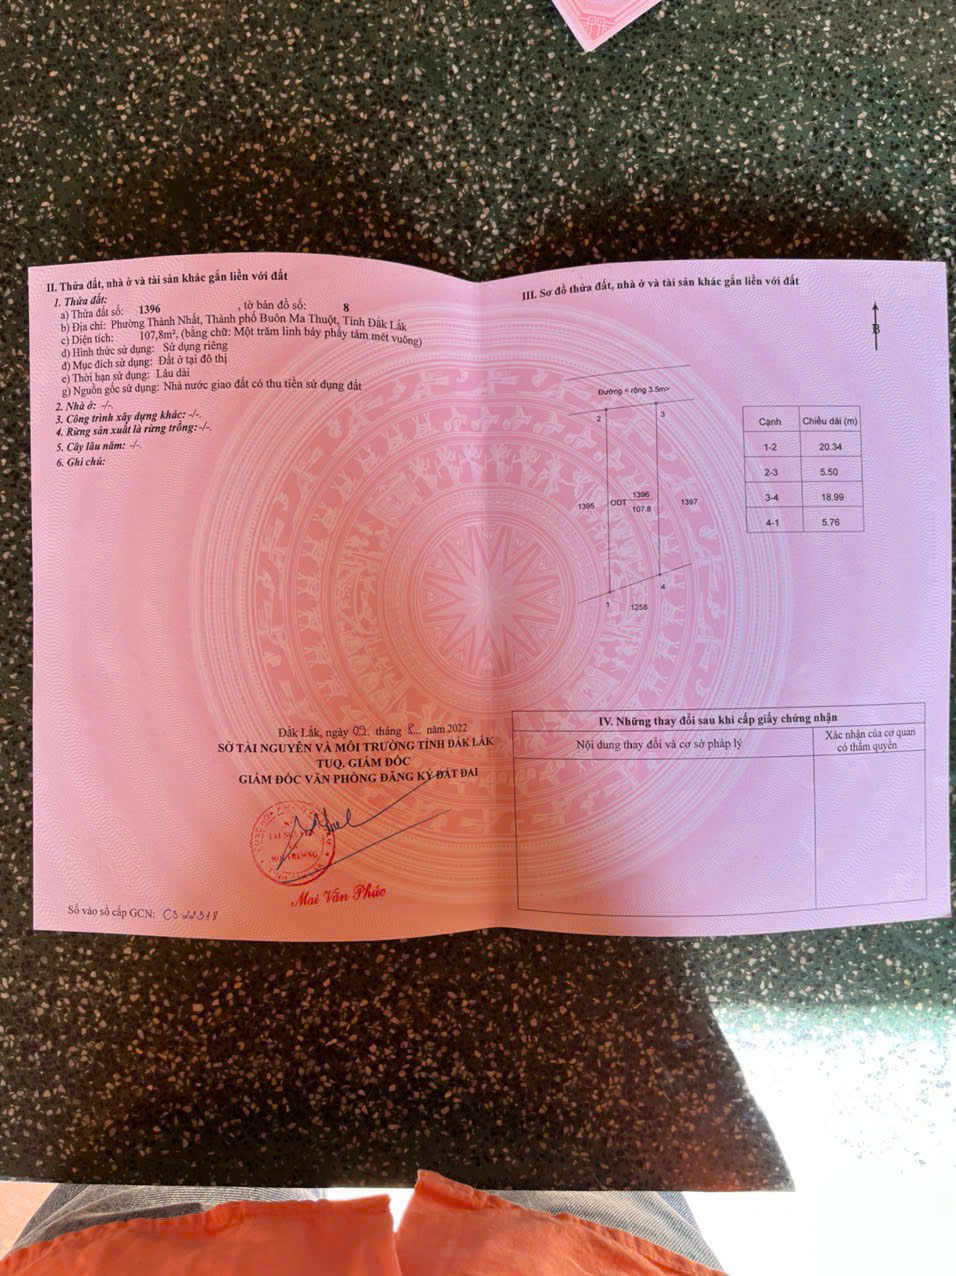 II. Thửa đất, nhà ở và tài sản khác gắn liền với đất
1. Thửa đất:
a) Thửa đất số: 1396 , tờ bản đồ số: 8
b) Địa chỉ: Phường Thành Nhất, Thành phố Buôn Ma Thuột, Tỉnh Đắk Lắk
c) Diện tích: 107,8m², (bằng chữ: Một trăm linh bảy phẩy tám mét vuông)
d) Hình thức sử dụng: Sử dụng riêng
đ) Mục đích sử dụng: Đất ở tại đô thị
e) Thời hạn sử dụng: Lâu dài
g) Nguồn gốc sử dụng: Nhà nước giao đất có thu tiền sử dụng đất
2. Nhà ở: -/-.
3. Công trình xây dựng khác: -/-.
4. Rừng sản xuất là rừng trồng: -/-.
5. Cây lâu năm: -/-.
6. Ghi chú:
Đắk Lắk, ngày 02 tháng 8 năm 2022
SỞ TÀI NGUYÊN VÀ MÔI TRƯỜNG TỈNH ĐẮK LẮK
TUQ. GIÁM ĐỐC
GIÁM ĐỐC VĂN PHÒNG ĐĂNG KÝ ĐẤT ĐAI
Mai Văn Phúc
Số vào sổ cấp GCN: CS 22318
III. Sơ đồ thửa đất, nhà ở và tài sản khác gắn liền với đất
B
Đường < rộng 3.5m>
2
3
1395
ODT 1396
107.8
1397
1
4
1258
Cạnh Chiều dài (m)
1-2 20.34
2-3 5.50
3-4 18.99
4-1 5.76
IV. Những thay đổi sau khi cấp giấy chứng nhận
Nội dung thay đổi và cơ sở pháp lý
Xác nhận của cơ quan
có thẩm quyền